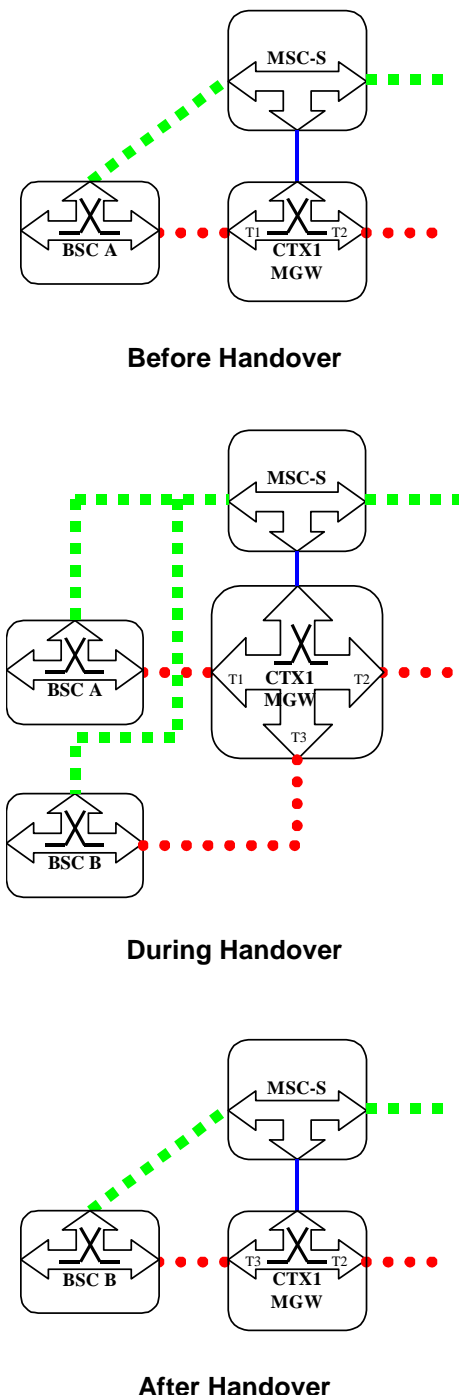 MSC-S
BSC A
T1
T2
CTX1
MGW
Before Handover
MSC-S
BSC A
T1
CTX1
MGW
T2
T3
BSC B
During Handover
MSC-S
BSC B
T3
T2
CTX1
MGW
After Handover